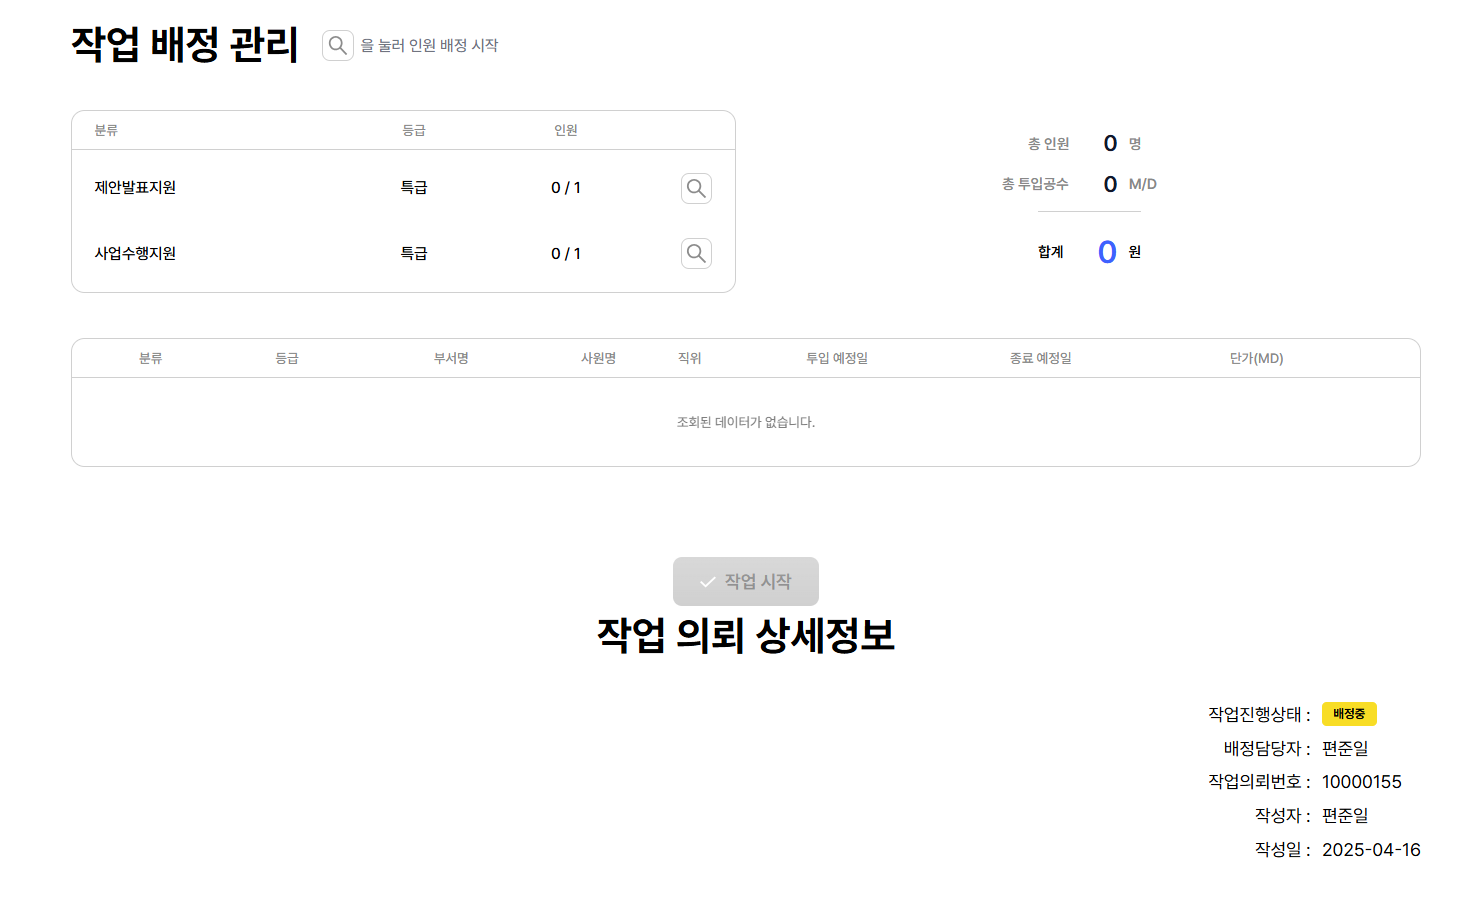 작업 배정 관리 을 눌러 인원 배정 시작
분류 등급 인원
제안발표지원 특급 0 / 1
사업수행지원 특급 0 / 1
총 인원 0 명
총 투입공수 0 M/D
합계 0 원
분류 등급 부서명 사원명 직위 투입 예정일 종료 예정일 단가(MD)
조회된 데이터가 없습니다.
작업 시작
작업 의뢰 상세정보
작업진행상태 : 배정중
배정담당자 : 편준일
작업의뢰번호 : 10000155
작성자 : 편준일
작성일 : 2025-04-16